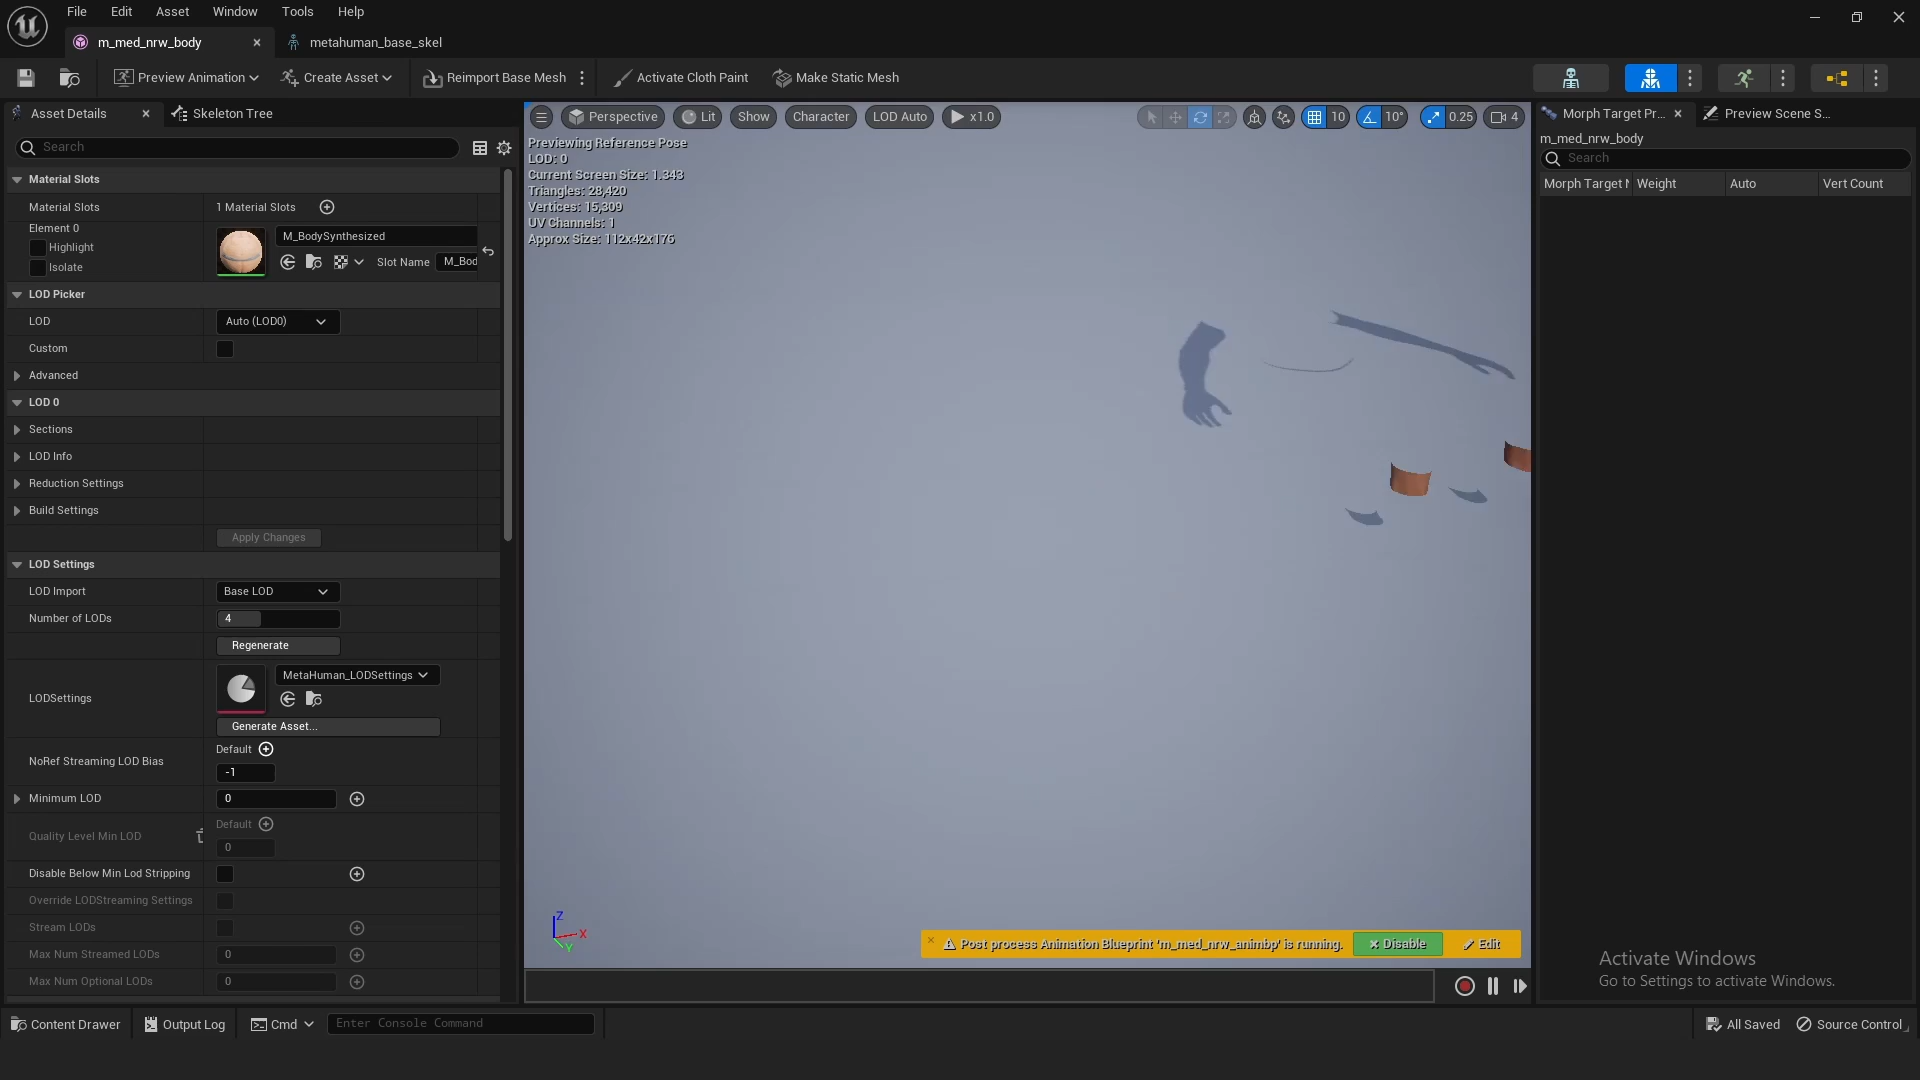 File Edit Asset Window Tools Help
m_med_nrw_body metahuman_base_skel
Preview Animation Create Asset Reimport Base Mesh Activate Cloth Paint Make Static Mesh
Asset Details Skeleton Tree
Search
Material Slots
Material Slots 1 Material Slots
Element 0
Highlight
Isolate
M_BodySynthesized
Slot Name M_Bod
LOD Picker
LOD Auto (LOD0)
Custom
Advanced
LOD 0
Sections
LOD Info
Reduction Settings
Build Settings
Apply Changes
LOD Settings
LOD Import Base LOD
Number of LODs 4
Regenerate
LODSettings MetaHuman_LODSettings
Generate Asset...
NoRef Streaming LOD Bias Default
-1
Minimum LOD 0
Quality Level Min LOD Default
0
Disable Below Min Lod Stripping
Override LODStreaming Settings
Stream LODs
Max Num Streamed LODs 0
Max Num Optional LODs 0
Perspective Lit Show Character LOD Auto x1.0
10 10° 0.25 4
Previewing Reference Pose
LOD: 0
Current Screen Size: 1.343
Triangles: 28,420
Vertices: 15,309
UV Channels: 1
Approx Size: 112x42x176
Z
X
Y
Post process Animation Blueprint 'm_med_nrw_animbp' is running. Disable Edit
Morph Target Pr... Preview Scene S...
m_med_nrw_body
Search
Morph Target N Weight Auto Vert Count
Activate Windows
Go to Settings to activate Windows.
Content Drawer Output Log Cmd Enter Console Command
All Saved Source Control